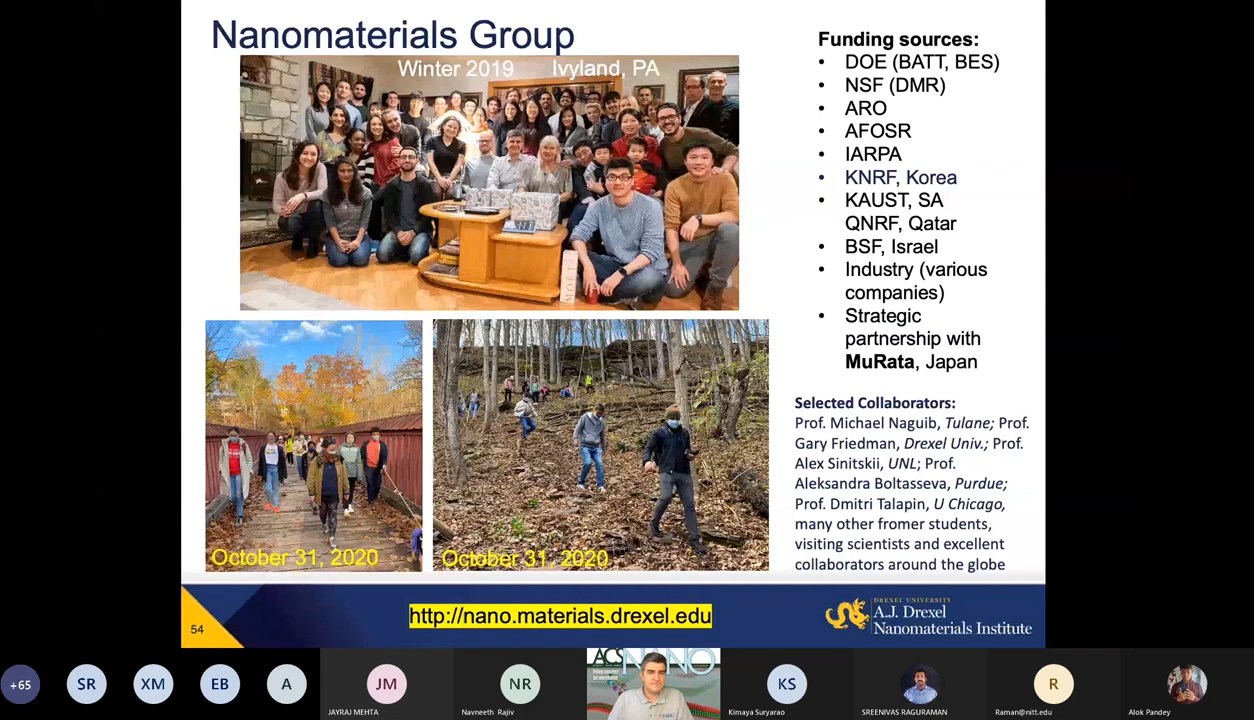 Nanomaterials Group
Winter 2019 Ivyland, PA
October 31, 2020
October 31, 2020
Funding sources:
• DOE (BATT, BES)
• NSF (DMR)
• ARO
• AFOSR
• IARPA
• KNRF, Korea
• KAUST, SA
QNRF, Qatar
• BSF, Israel
• Industry (various
companies)
• Strategic
partnership with
MuRata, Japan
Selected Collaborators:
Prof. Michael Naguib, Tulane; Prof.
Gary Friedman, Drexel Univ.; Prof.
Alex Sinitskii, UNL; Prof.
Aleksandra Boltasseva, Purdue;
Prof. Dmitri Talapin, U Chicago,
many other fromer students,
visiting scientists and excellent
collaborators around the globe
54
http://nano.materials.drexel.edu
DREXEL UNIVERSITY
A.J. Drexel
Nanomaterials Institute
+65
SR
XM
EB
A
JM
JAYRAJ MEHTA
NR
Navneeth Rajiv
ACS NANO
KS
Kimaya Suryarao
SREENIVAS RAGURAMAN
R
Raman@nitt.edu
Alok Pandey